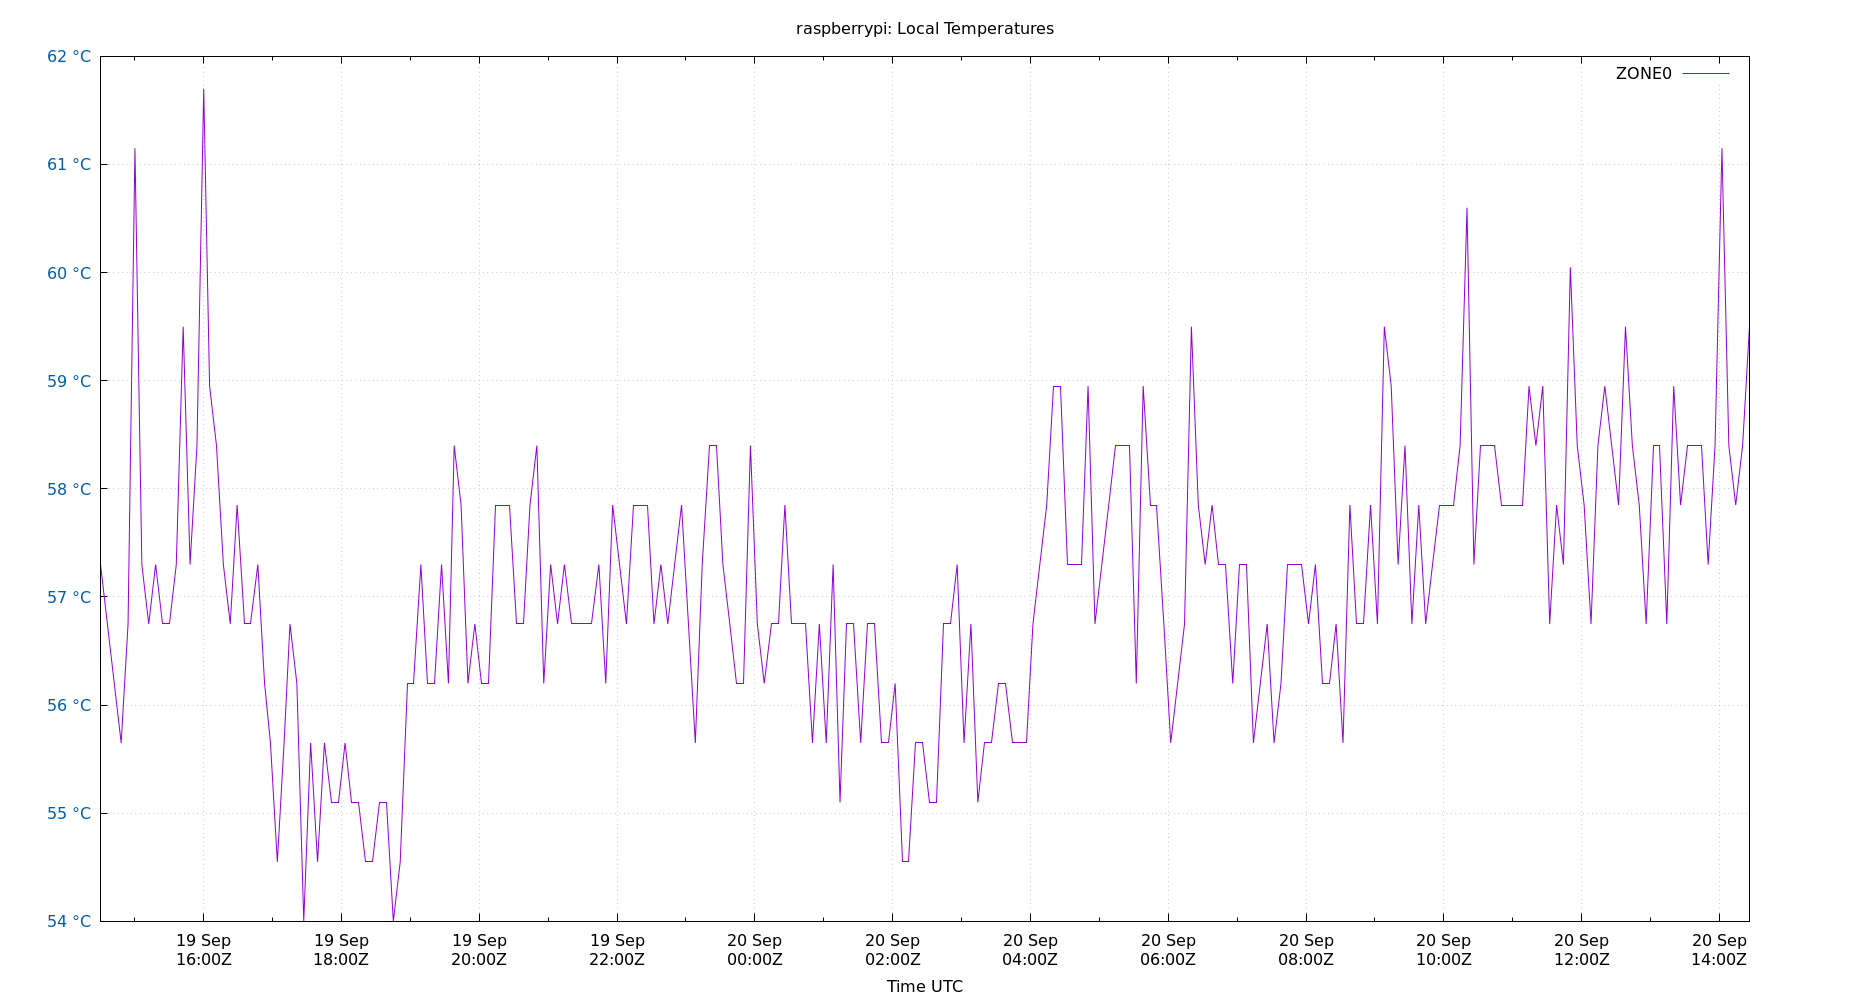 raspberrypi: Local Temperatures
ZONE0
62 °C
61 °C
60 °C
59 °C
58 °C
57 °C
56 °C
55 °C
54 °C
19 Sep 19 Sep 19 Sep 19 Sep 20 Sep 20 Sep 20 Sep 20 Sep 20 Sep 20 Sep 20 Sep 20 Sep
16:00Z 18:00Z 20:00Z 22:00Z 00:00Z 02:00Z 04:00Z 06:00Z 08:00Z 10:00Z 12:00Z 14:00Z
Time UTC